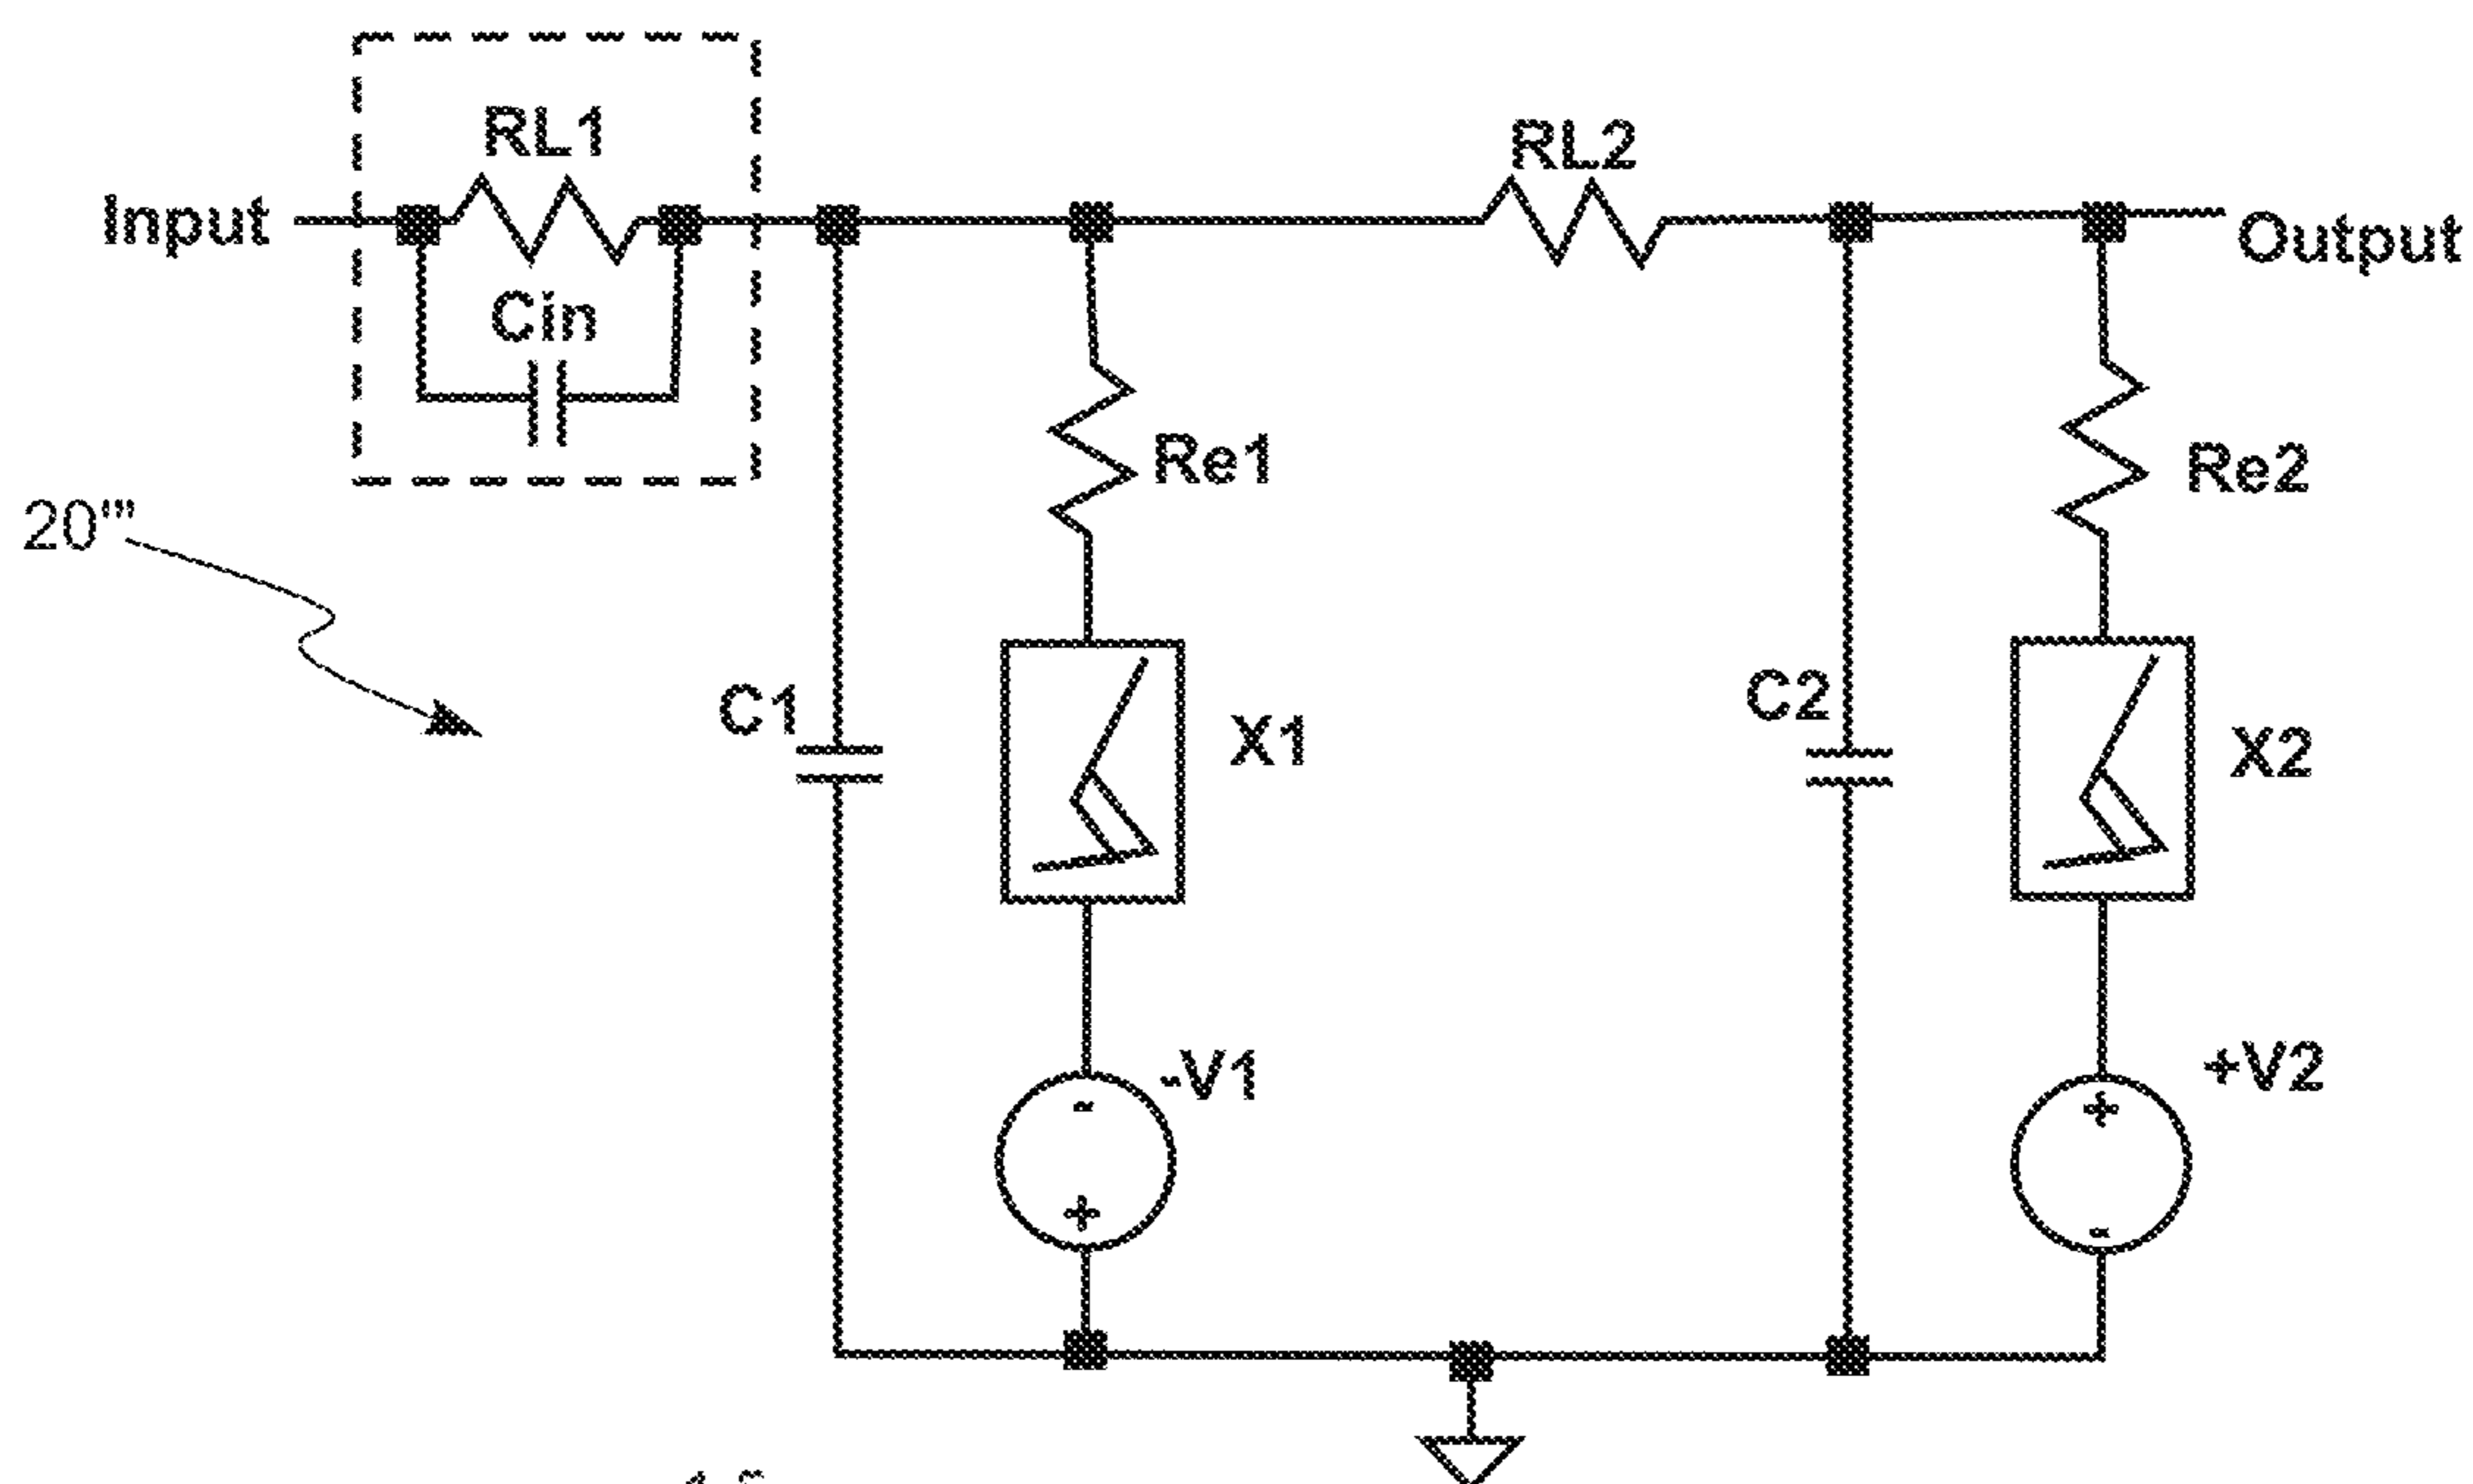 RL1
RL2
Input
Output
Cin
Re1
Re2
20'''
C1
X1
C2
X2
-V1
+V2
-
+
+
-